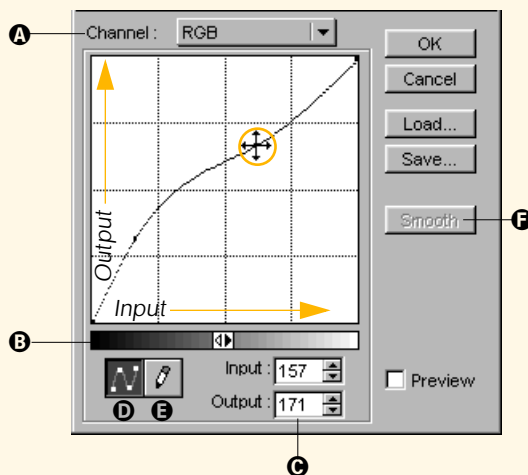 A
Channel : RGB
OK
Cancel
Load...
Save...
Smooth
F
Output
Input
B
Input : 157
Output : 171
Preview
D
E
C